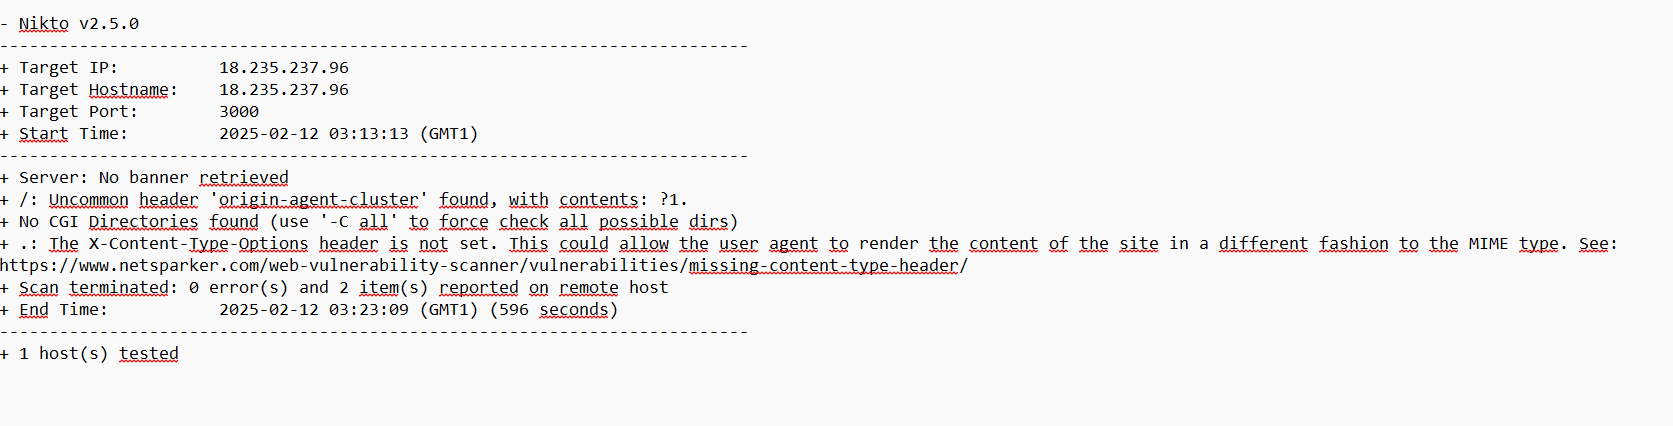 - Nikto v2.5.0
---------------------------------------------------------------------------
+ Target IP:          18.235.237.96
+ Target Hostname:    18.235.237.96
+ Target Port:        3000
+ Start Time:         2025-02-12 03:13:13 (GMT1)
---------------------------------------------------------------------------
+ Server: No banner retrieved
+ /: Uncommon header 'origin-agent-cluster' found, with contents: ?1.
+ No CGI Directories found (use '-C all' to force check all possible dirs)
+ .: The X-Content-Type-Options header is not set. This could allow the user agent to render the content of the site in a different fashion to the MIME type. See:
https://www.netsparker.com/web-vulnerability-scanner/vulnerabilities/missing-content-type-header/
+ Scan terminated: 0 error(s) and 2 item(s) reported on remote host
+ End Time:           2025-02-12 03:23:09 (GMT1) (596 seconds)
---------------------------------------------------------------------------
+ 1 host(s) tested